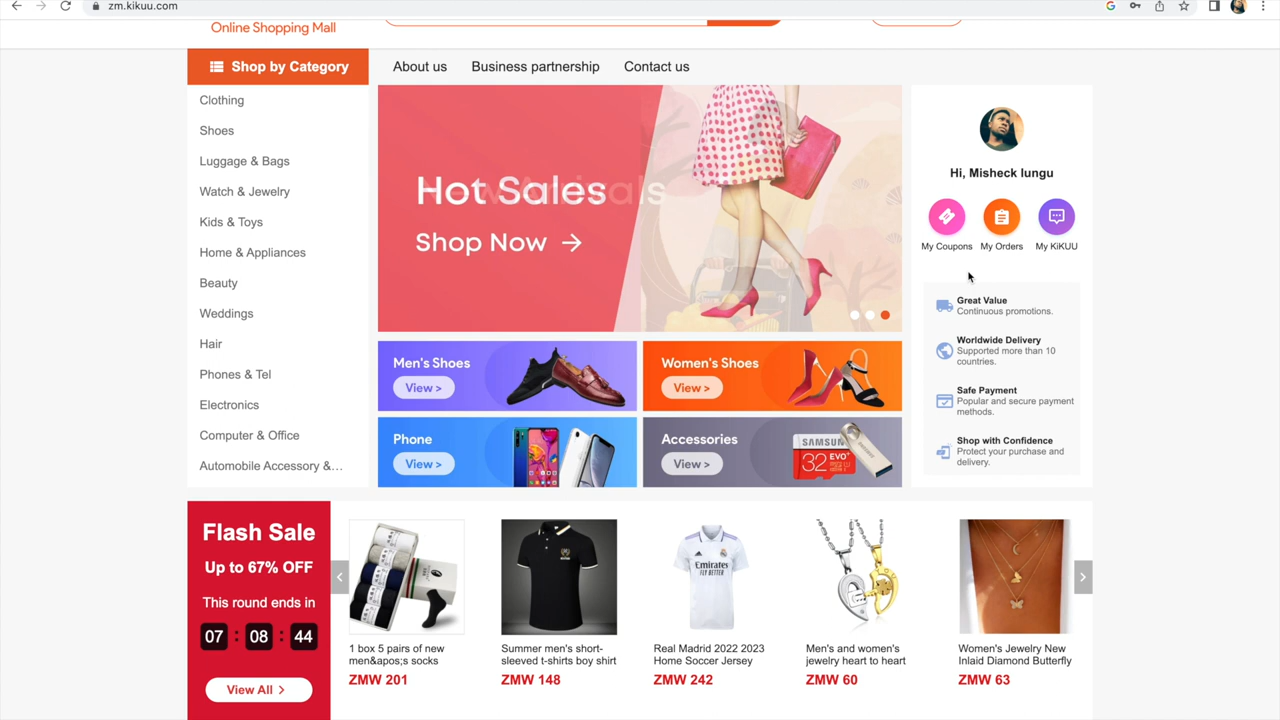 zm.kikuu.com
Online Shopping Mall
Shop by Category
About us
Business partnership
Contact us
Clothing
Shoes
Luggage & Bags
Watch & Jewelry
Kids & Toys
Home & Appliances
Beauty
Weddings
Hair
Phones & Tel
Electronics
Computer & Office
Automobile Accessory &...
Hot Sales
Shop Now →
Men's Shoes
View >
Women's Shoes
View >
Phone
View >
Accessories
View >
SAMSUNG
32 EVO+
Hi, Misheck lungu
My Coupons
My Orders
My KiKUU
Great Value
Continuous promotions.
Worldwide Delivery
Supported more than 10
countries.
Safe Payment
Popular and secure payment
methods.
Shop with Confidence
Protect your purchase and
delivery.
Flash Sale
Up to 67% OFF
This round ends in
07 : 08 : 44
View All >
1 box 5 pairs of new
men&apos;s socks
ZMW 201
Summer men's short-
sleeved t-shirts boy shirt
ZMW 148
Emirates
FLY BETTER
Real Madrid 2022 2023
Home Soccer Jersey
ZMW 242
Men's and women's
jewelry heart to heart
ZMW 60
Women's Jewelry New
Inlaid Diamond Butterfly
ZMW 63